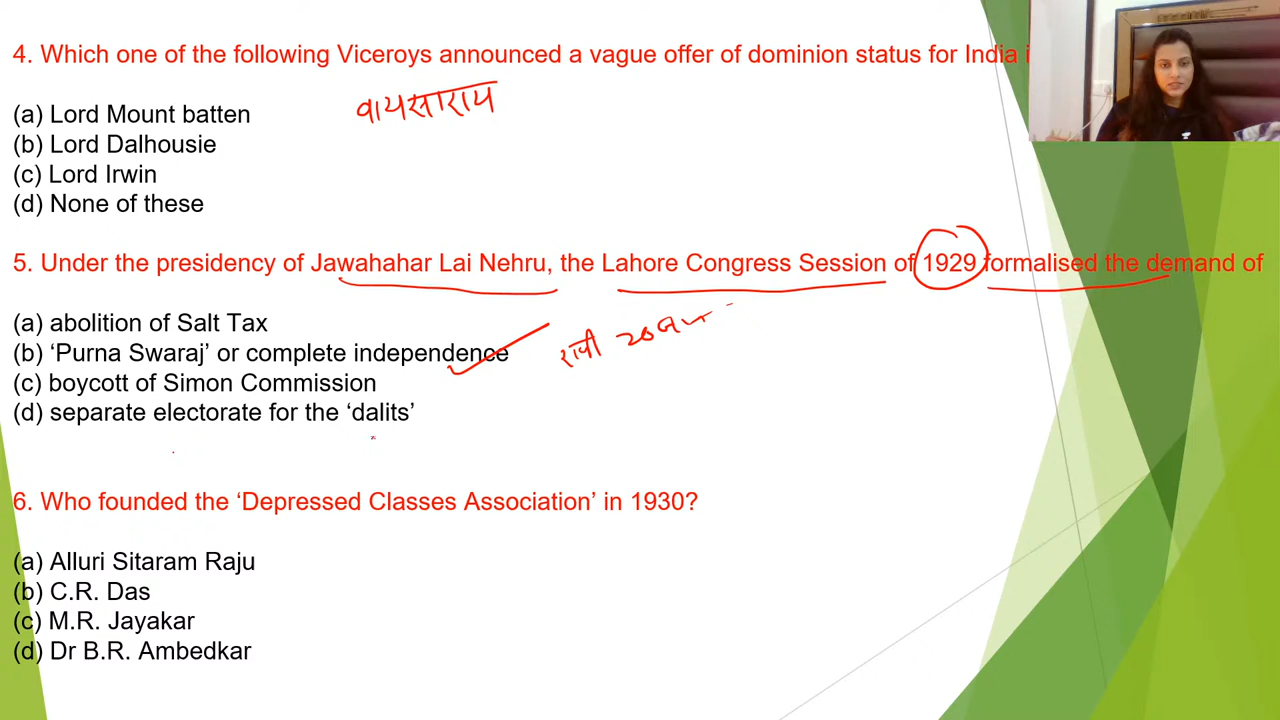 4. Which one of the following Viceroys announced a vague offer of dominion status for India i
वायसाराय
(a) Lord Mount batten
(b) Lord Dalhousie
(c) Lord Irwin
(d) None of these
5. Under the presidency of Jawahahar Lai Nehru, the Lahore Congress Session of 1929 formalised the demand of
(a) abolition of Salt Tax
(b) ‘Purna Swaraj’ or complete independence
रावी
(c) boycott of Simon Commission
(d) separate electorate for the ‘dalits’
6. Who founded the ‘Depressed Classes Association’ in 1930?
(a) Alluri Sitaram Raju
(b) C.R. Das
(c) M.R. Jayakar
(d) Dr B.R. Ambedkar